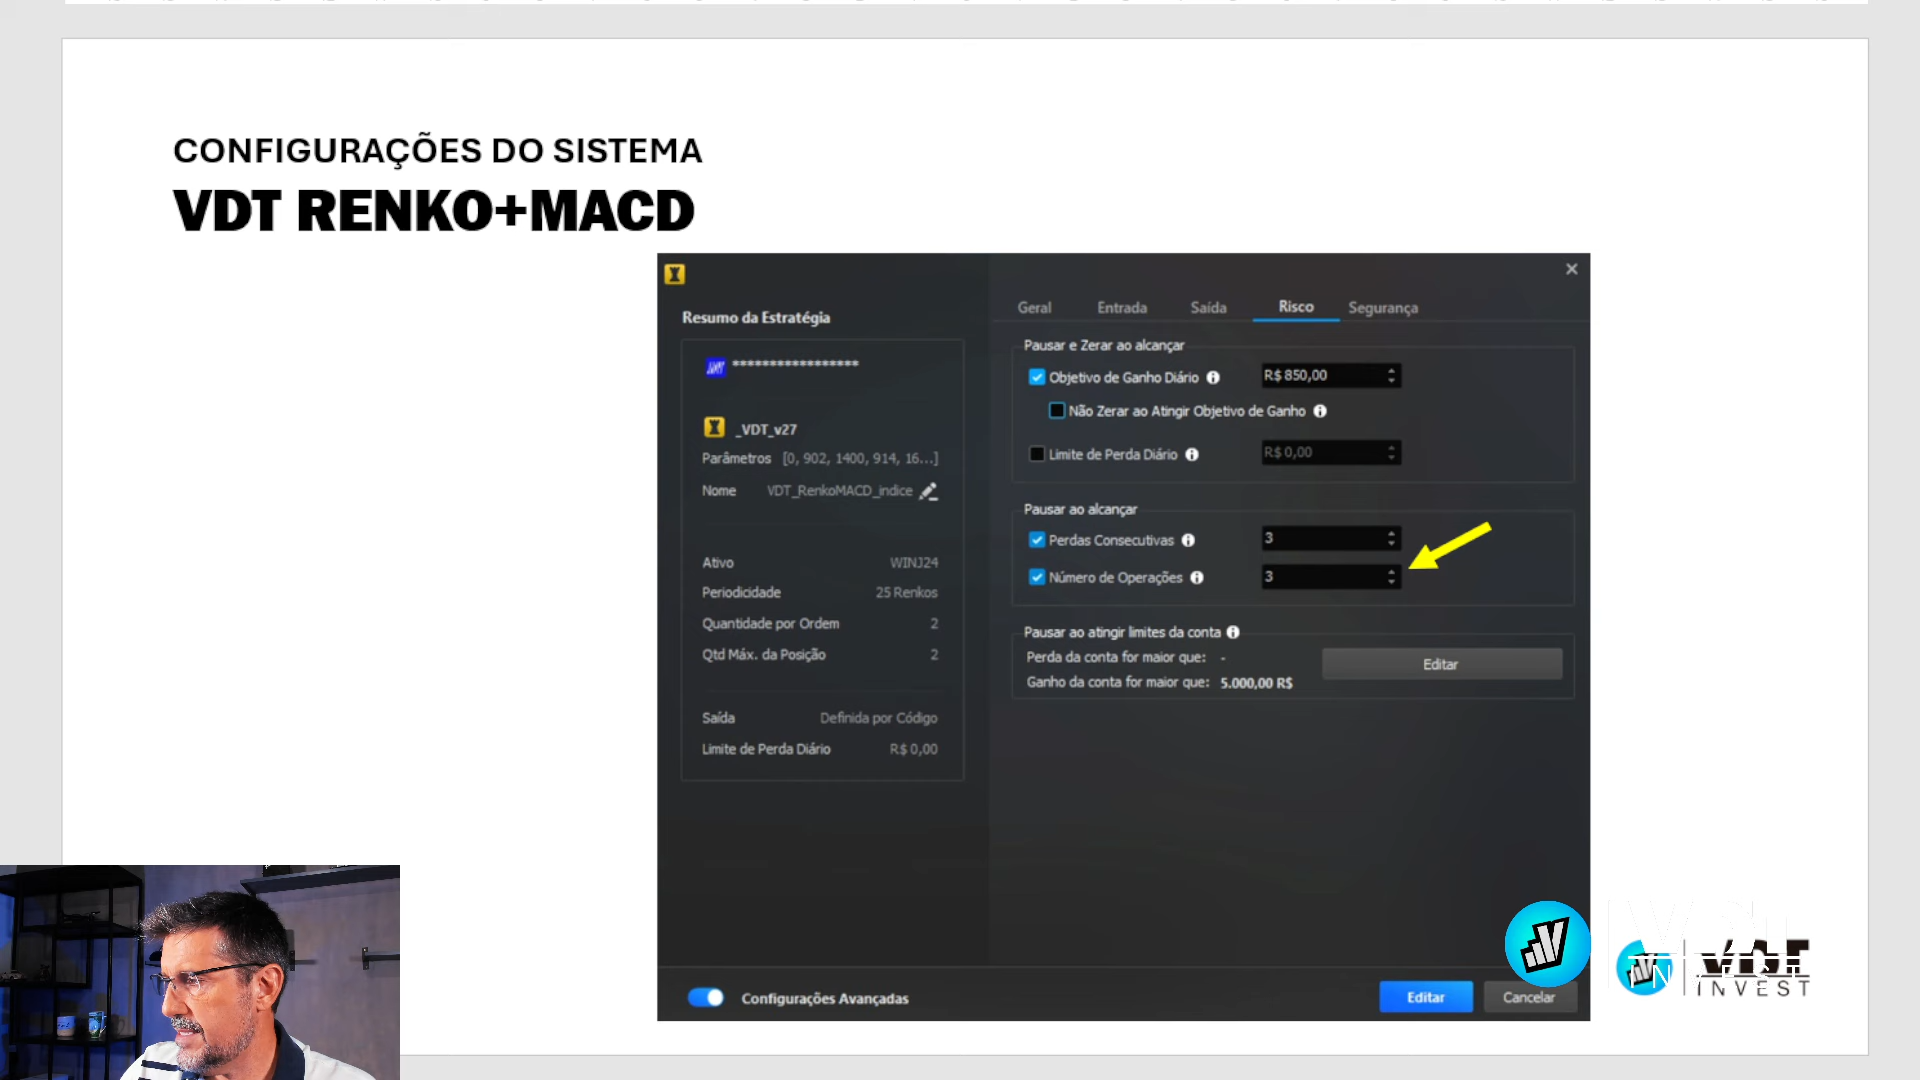 CONFIGURAÇÕES DO SISTEMA
VDT RENKO+MACD
Resumo da Estratégia
*****************
_VDT_v27
Parâmetros [0, 902, 1400, 914, 16...]
Nome VDT_RenkoMACD_indice
Ativo WINJ24
Periodicidade 25 Renkos
Quantidade por Ordem 2
Qtd Máx. da Posição 2
Saída Definida por Código
Limite de Perda Diário R$ 0,00
Geral Entrada Saída Risco Segurança
Pausar e Zerar ao alcançar
Objetivo de Ganho Diário R$ 850,00
Não Zerar ao Atingir Objetivo de Ganho
Limite de Perda Diário R$ 0,00
Pausar ao alcançar
Perdas Consecutivas 3
Número de Operações 3
Pausar ao atingir limites da conta
Perda da conta for maior que: -
Ganho da conta for maior que: 5.000,00 R$
Editar
Configurações Avançadas
Editar Cancelar
VDT
INVEST